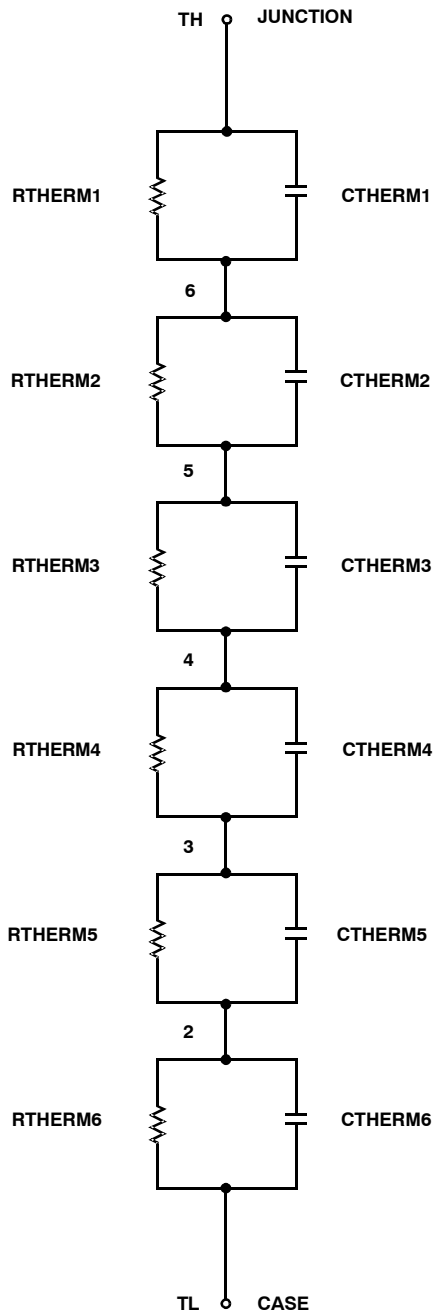 TH JUNCTION
RTHERM1 CTHERM1
6
RTHERM2 CTHERM2
5
RTHERM3 CTHERM3
4
RTHERM4 CTHERM4
3
RTHERM5 CTHERM5
2
RTHERM6 CTHERM6
TL CASE